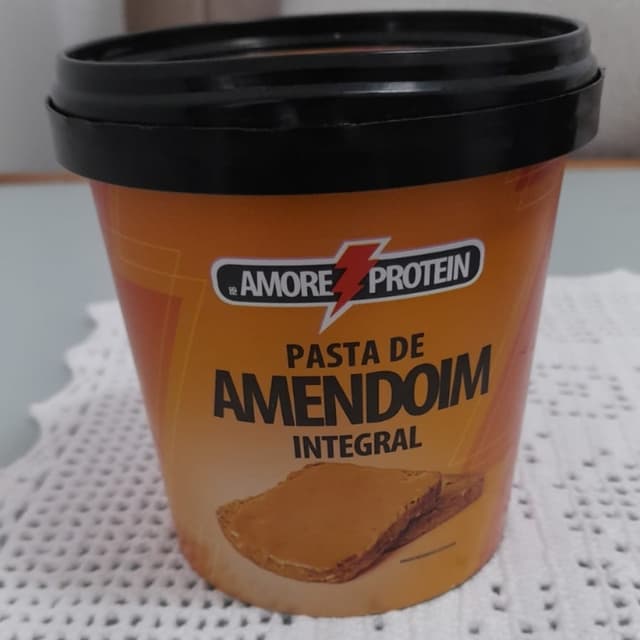 AMORE PROTEIN
PASTA DE
AMENDOIM
INTEGRAL